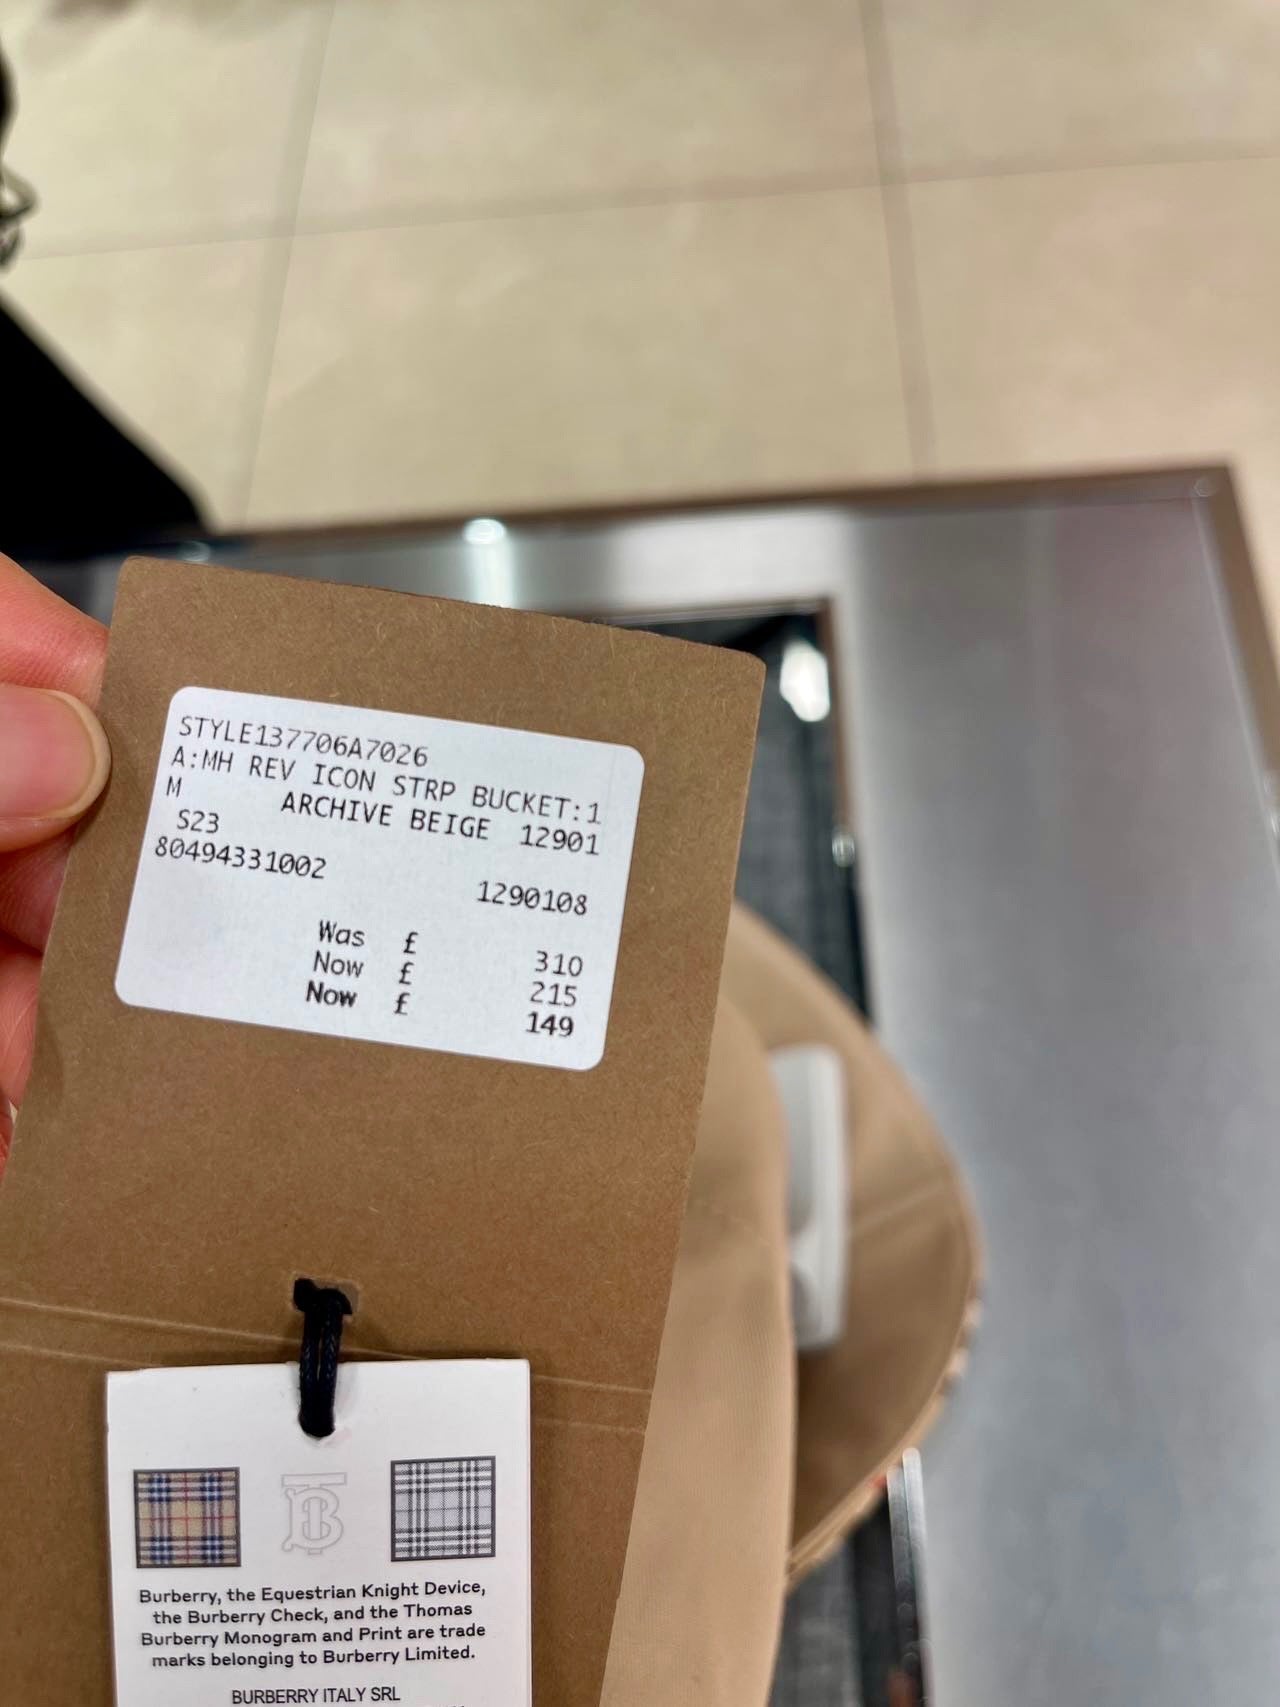 STYLE137706A7026
A:MH REV ICON STRP BUCKET:1
M ARCHIVE BEIGE 12901
S23
80494331002
1290108
Was £ 310
Now £ 215
Now £ 149
Burberry, the Equestrian Knight Device,
the Burberry Check, and the Thomas
Burberry Monogram and Print are trade
marks belonging to Burberry Limited.
BURBERRY ITALY SRL